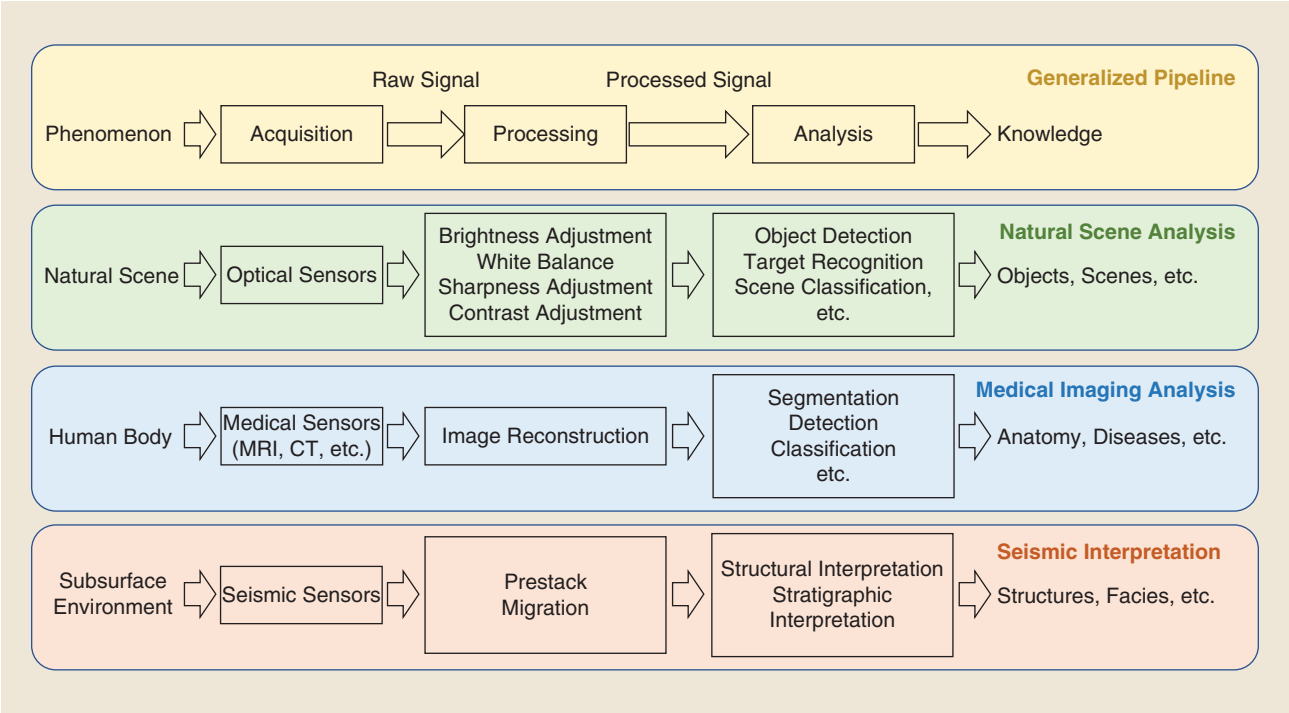 Generalized Pipeline
Raw Signal
Processed Signal
Phenomenon
Acquisition
Processing
Analysis
Knowledge
Natural Scene Analysis
Natural Scene
Optical Sensors
Brightness Adjustment
White Balance
Sharpness Adjustment
Contrast Adjustment
Object Detection
Target Recognition
Scene Classification,
etc.
Objects, Scenes, etc.
Medical Imaging Analysis
Human Body
Medical Sensors
(MRI, CT, etc.)
Image Reconstruction
Segmentation
Detection
Classification
etc.
Anatomy, Diseases, etc.
Seismic Interpretation
Subsurface
Environment
Seismic Sensors
Prestack
Migration
Structural Interpretation
Stratigraphic
Interpretation
Structures, Facies, etc.